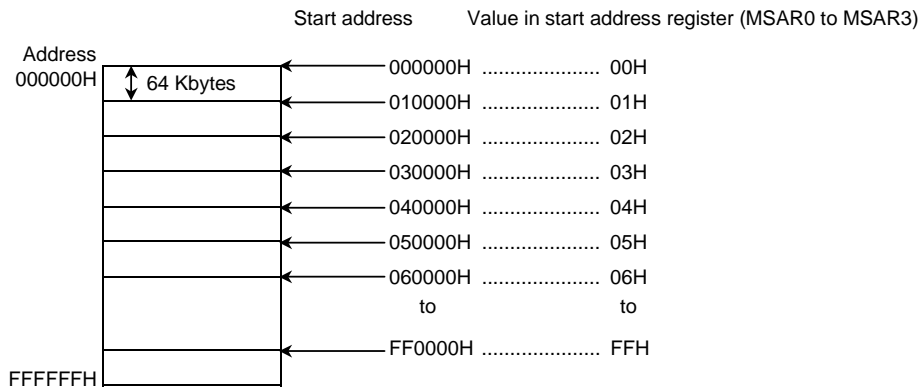 Start address Value in start address register (MSAR0 to MSAR3)
Address
000000H
64 Kbytes
000000H ...................... 00H
010000H ...................... 01H
020000H ...................... 02H
030000H ...................... 03H
040000H ...................... 04H
050000H ...................... 05H
060000H ...................... 06H
to to
FF0000H ...................... FFH
FFFFFFH